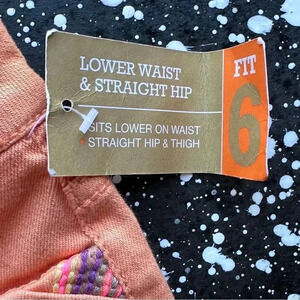 LOWER WAIST
& STRAIGHT HIP
SITS LOWER ON WAIST
STRAIGHT HIP & THIGH
FIT
6